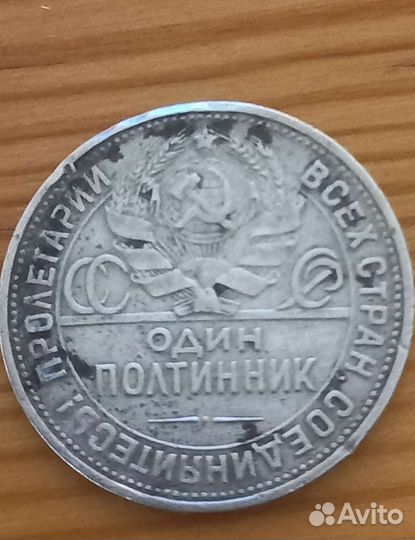 ПРОЛЕТАРИИ ВСЕХ СТРАН, СОЕДИНЯЙТЕСЬ!
СС СР
ОДИН
ПОЛТИННИК
Avito